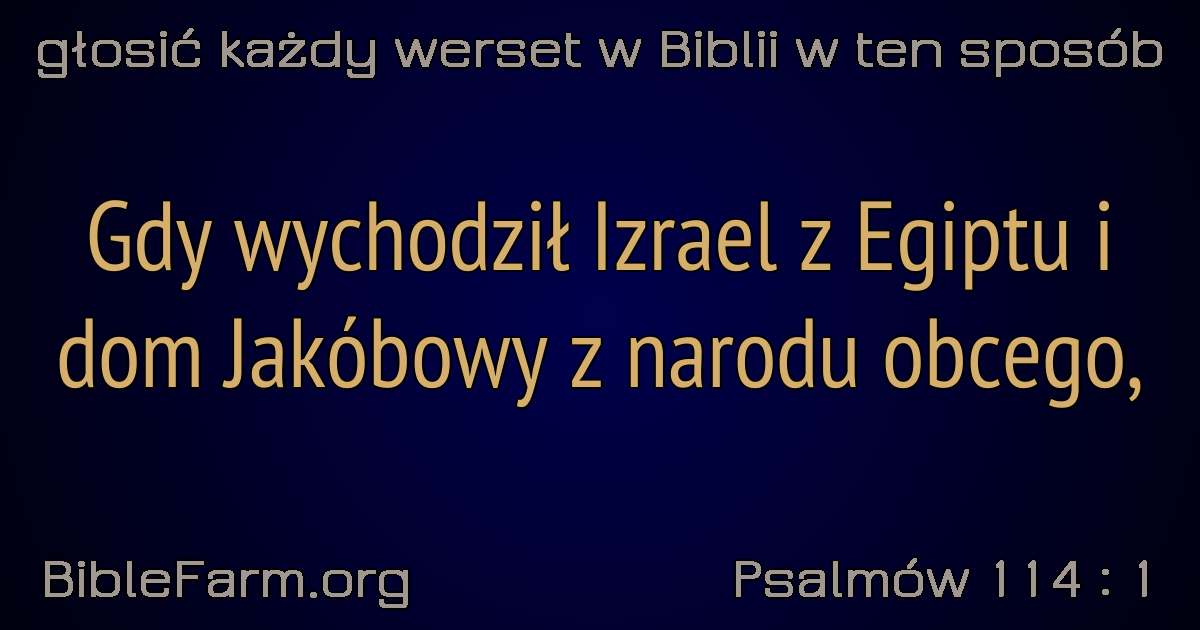 głosić każdy werset w Biblii w ten sposób
Gdy wychodził Izrael z Egiptu i
dom Jakóbowy z narodu obcego,
BibleFarm.org
Psalmów 114 : 1